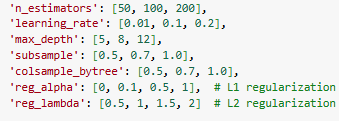 'n_estimators': [50, 100, 200],
'learning_rate': [0.01, 0.1, 0.2],
'max_depth': [5, 8, 12],
'subsample': [0.5, 0.7, 1.0],
'colsample_bytree': [0.5, 0.7, 1.0],
'reg_alpha': [0, 0.1, 0.5, 1],  # L1 regularization
'reg_lambda': [0.5, 1, 1.5, 2]  # L2 regularization